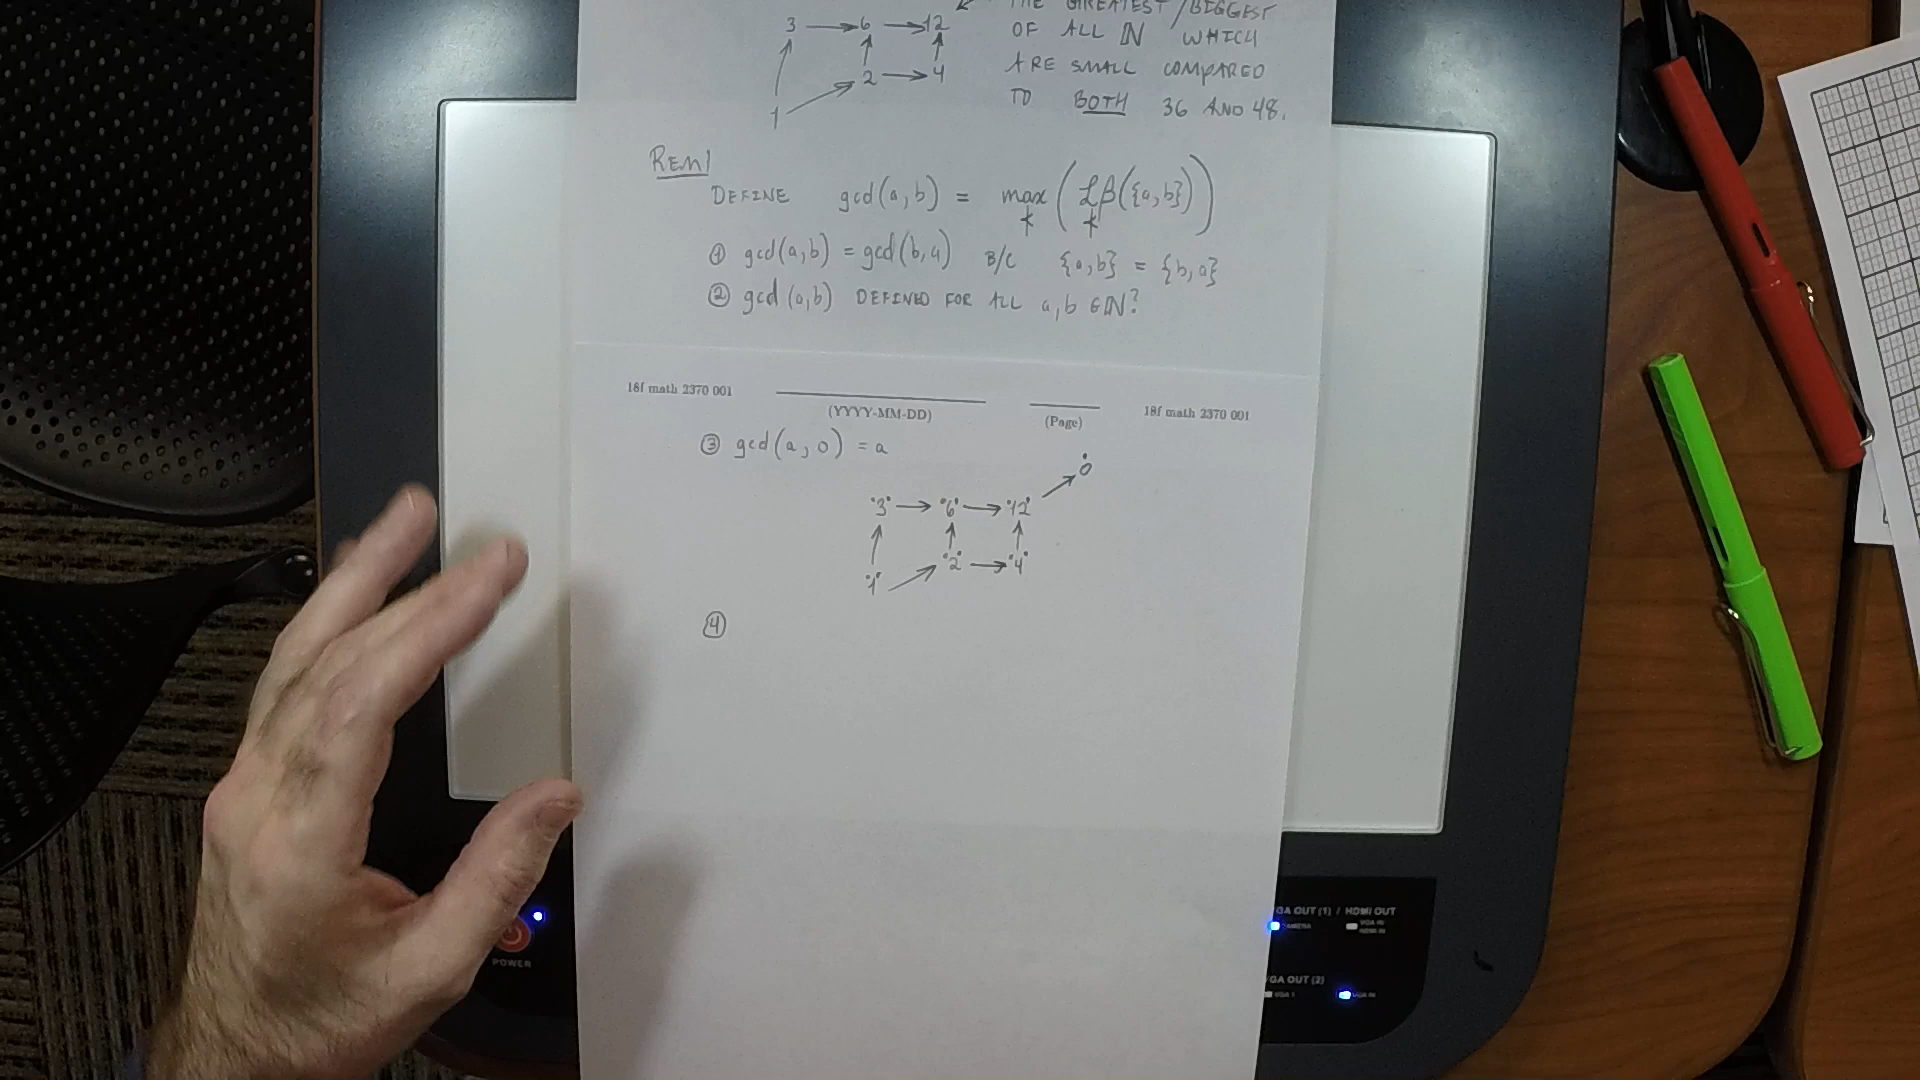 THE GREATEST/BIGGEST
3 → 6 → 12
OF ALL IN ℕ WHICH
ARE SMALL COMPARED
2 → 4
TO BOTH 36 AND 48.
1
REM|
DEFINE gcd(a,b) = max (ℒβ({a,b}))
① gcd(a,b) = gcd(b,a) B/C {a,b} = {b,a}
② gcd(a,b) DEFINED FOR ALL a,b ∈ ℕ?
18f math 2370 001
(YYYY-MM-DD)
(Page)
18f math 2370 001
③ gcd(a,0) = a
0
3 → 6 → 12
2 → 4
1
④
POWER
GA OUT (1) / HDMI OUT
GA OUT (2)